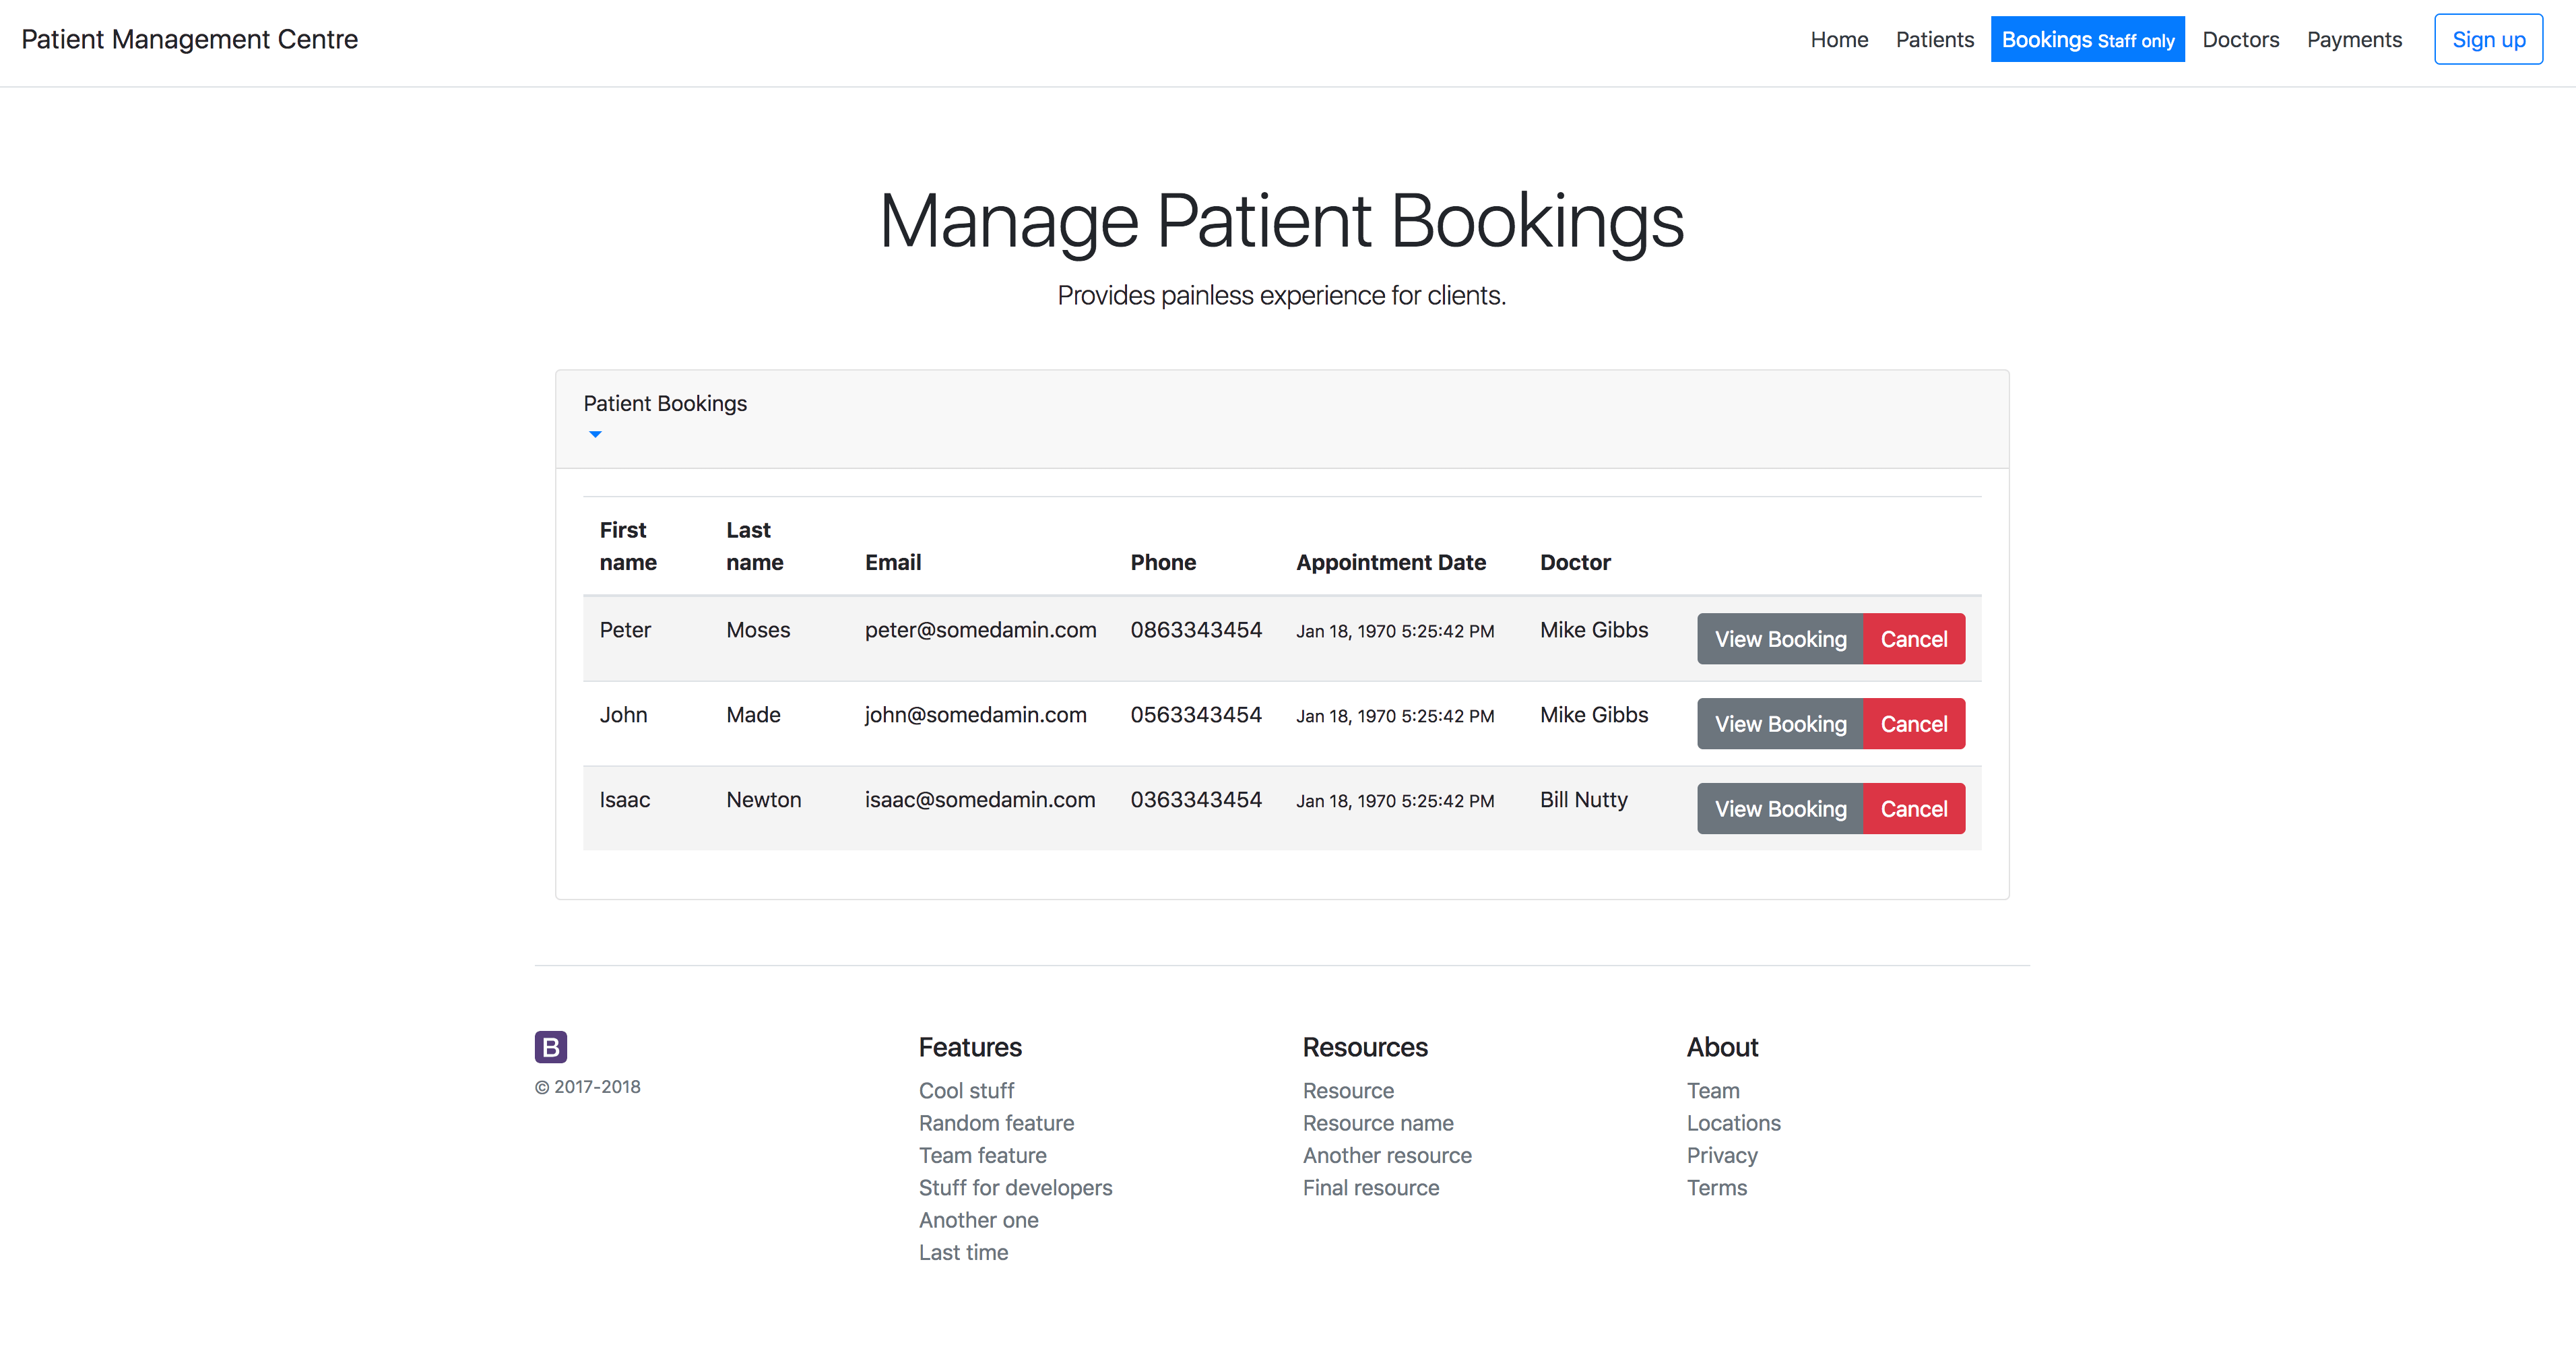 Patient Management Centre
Home Patients Bookings Staff only Doctors Payments Sign up
Manage Patient Bookings
Provides painless experience for clients.
Patient Bookings
First name Last name Email Phone Appointment Date Doctor
Peter Moses peter@somedamin.com 0863343454 Jan 18, 1970 5:25:42 PM Mike Gibbs View Booking Cancel
John Made john@somedamin.com 0563343454 Jan 18, 1970 5:25:42 PM Mike Gibbs View Booking Cancel
Isaac Newton isaac@somedamin.com 0363343454 Jan 18, 1970 5:25:42 PM Bill Nutty View Booking Cancel
B
© 2017-2018
Features
Cool stuff
Random feature
Team feature
Stuff for developers
Another one
Last time
Resources
Resource
Resource name
Another resource
Final resource
About
Team
Locations
Privacy
Terms